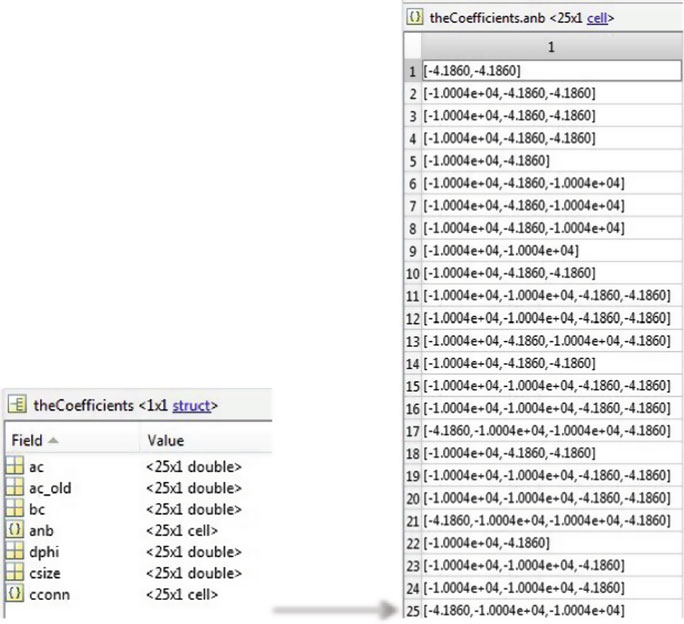 theCoefficients.anb <25x1 cell>
1
1 [-4.1860,-4.1860]
2 [-1.0004e+04,-4.1860,-4.1860]
3 [-1.0004e+04,-4.1860,-4.1860]
4 [-1.0004e+04,-4.1860,-4.1860]
5 [-1.0004e+04,-4.1860]
6 [-1.0004e+04,-4.1860,-1.0004e+04]
7 [-1.0004e+04,-4.1860,-1.0004e+04]
8 [-1.0004e+04,-4.1860,-1.0004e+04]
9 [-1.0004e+04,-1.0004e+04]
10 [-1.0004e+04,-4.1860,-4.1860]
11 [-1.0004e+04,-1.0004e+04,-4.1860,-4.1860]
12 [-1.0004e+04,-1.0004e+04,-4.1860,-4.1860]
13 [-1.0004e+04,-4.1860,-1.0004e+04,-4.1860]
14 [-1.0004e+04,-4.1860,-4.1860]
15 [-1.0004e+04,-1.0004e+04,-4.1860,-4.1860]
16 [-1.0004e+04,-1.0004e+04,-4.1860,-4.1860]
17 [-4.1860,-1.0004e+04,-1.0004e+04,-4.1860]
18 [-1.0004e+04,-4.1860,-4.1860]
19 [-1.0004e+04,-1.0004e+04,-4.1860,-4.1860]
20 [-1.0004e+04,-1.0004e+04,-4.1860,-4.1860]
21 [-4.1860,-1.0004e+04,-1.0004e+04,-4.1860]
22 [-1.0004e+04,-4.1860]
23 [-1.0004e+04,-1.0004e+04,-4.1860]
24 [-1.0004e+04,-1.0004e+04,-4.1860]
25 [-4.1860,-1.0004e+04,-1.0004e+04]
theCoefficients <1x1 struct>
Field Value
ac <25x1 double>
ac_old <25x1 double>
bc <25x1 double>
anb <25x1 cell>
dphi <25x1 double>
csize <25x1 double>
cconn <25x1 cell>